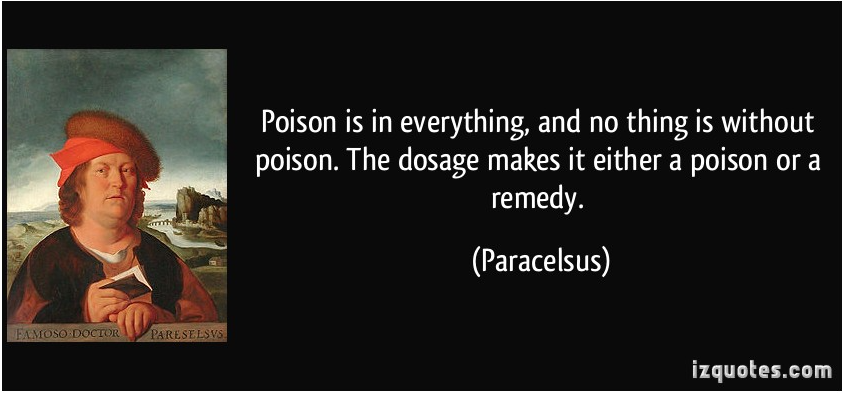 Poison is in everything, and no thing is without
poison. The dosage makes it either a poison or a
remedy.
(Paracelsus)
FAMOSO·DOCTOR PARESELSVS
izquotes.com